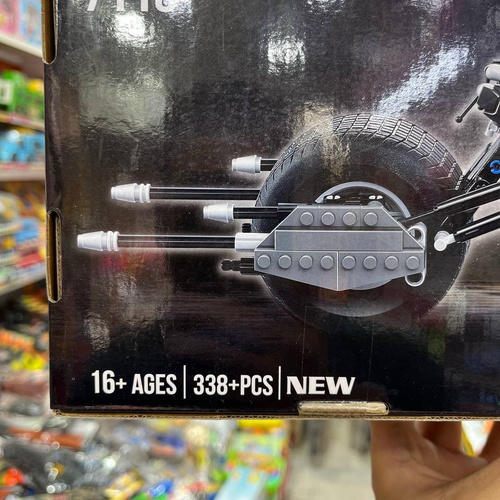 16+ AGES | 338+PCS | NEW